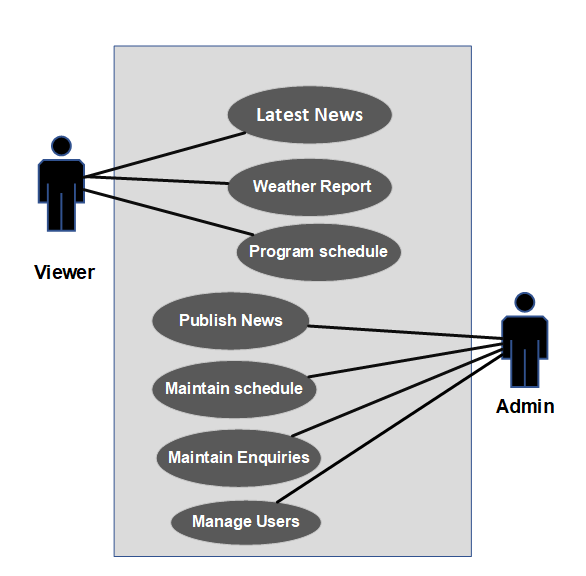 Latest News
Weather Report
Program schedule
Viewer
Publish News
Maintain schedule
Admin
Maintain Enquiries
Manage Users